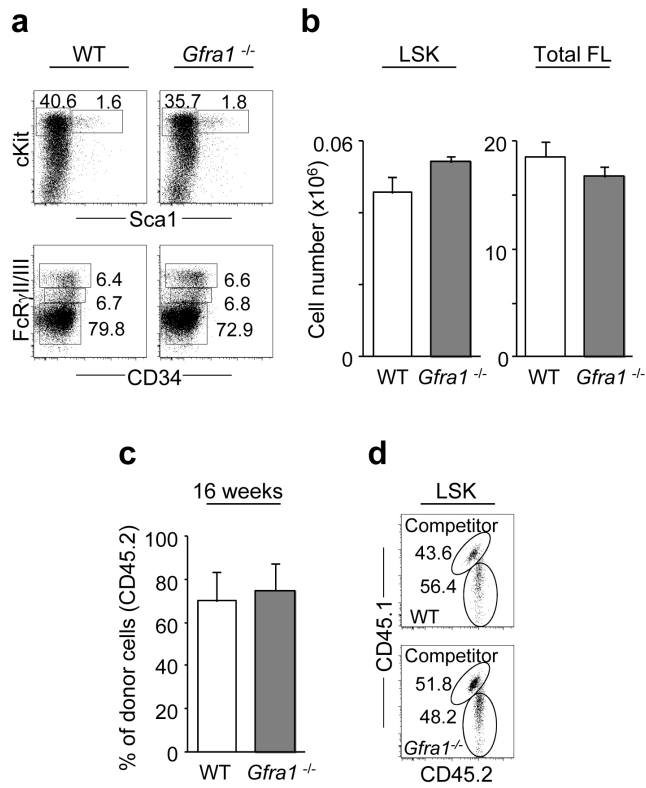 a
WT
Gfra1 -/-
40.6
1.6
35.7
1.8
cKit
Sca1
6.4
6.7
79.8
6.6
6.8
72.9
FcRγII/III
CD34
b
LSK
Total FL
Cell number (x10⁶)
0.06
0
20
10
0
WT
Gfra1 -/-
WT
Gfra1 -/-
c
16 weeks
% of donor cells (CD45.2)
100
80
60
40
20
0
WT
Gfra1 -/-
d
LSK
Competitor
43.6
56.4
WT
Competitor
51.8
48.2
Gfra1-/-
CD45.1
CD45.2